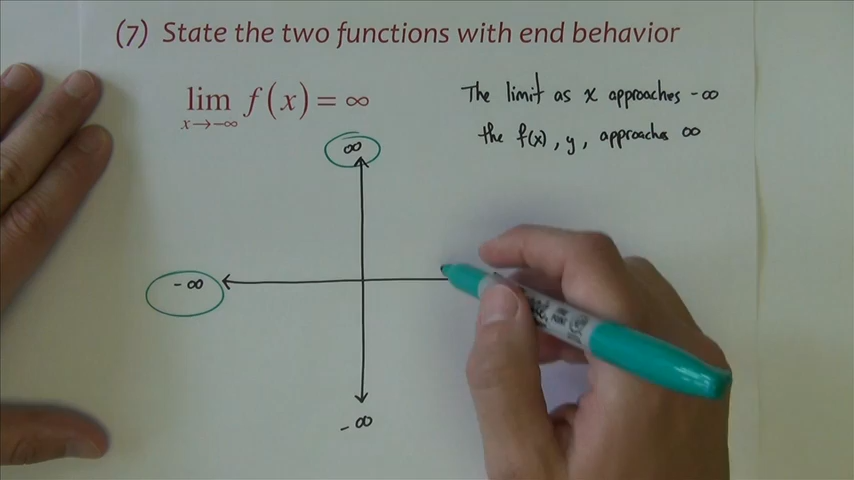 (7) State the two functions with end behavior
lim f(x) = ∞
x→-∞
The limit as x approaches -∞
the f(x), y, approaches ∞
∞
-∞
-∞